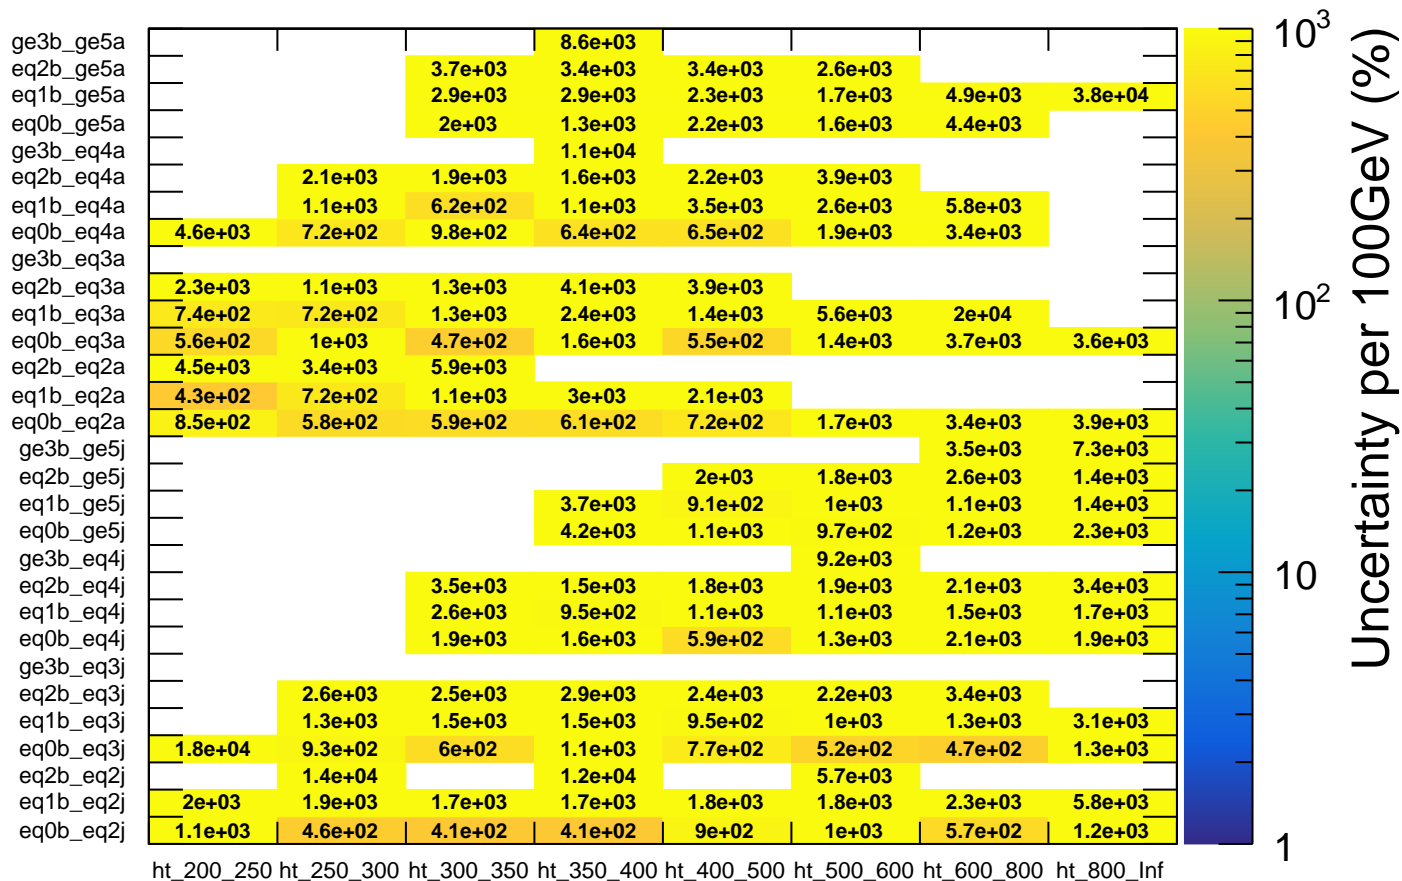 ge3b_ge5a 8.6e+03
eq2b_ge5a 3.7e+03 3.4e+03 3.4e+03 2.6e+03
eq1b_ge5a 2.9e+03 2.9e+03 2.3e+03 1.7e+03 4.9e+03 3.8e+04
eq0b_ge5a 2e+03 1.3e+03 2.2e+03 1.6e+03 4.4e+03
ge3b_eq4a 1.1e+04
eq2b_eq4a 2.1e+03 1.9e+03 1.6e+03 2.2e+03 3.9e+03
eq1b_eq4a 1.1e+03 6.2e+02 1.1e+03 3.5e+03 2.6e+03 5.8e+03
eq0b_eq4a 4.6e+03 7.2e+02 9.8e+02 6.4e+02 6.5e+02 1.9e+03 3.4e+03
ge3b_eq3a
eq2b_eq3a 2.3e+03 1.1e+03 1.3e+03 4.1e+03 3.9e+03
eq1b_eq3a 7.4e+02 7.2e+02 1.3e+03 2.4e+03 1.4e+03 5.6e+03 2e+04
eq0b_eq3a 5.6e+02 1e+03 4.7e+02 1.6e+03 5.5e+02 1.4e+03 3.7e+03 3.6e+03
eq2b_eq2a 4.5e+03 3.4e+03 5.9e+03
eq1b_eq2a 4.3e+02 7.2e+02 1.1e+03 3e+03 2.1e+03
eq0b_eq2a 8.5e+02 5.8e+02 5.9e+02 6.1e+02 7.2e+02 1.7e+03 3.4e+03 3.9e+03
ge3b_ge5j 3.5e+03 7.3e+03
eq2b_ge5j 2e+03 1.8e+03 2.6e+03 1.4e+03
eq1b_ge5j 3.7e+03 9.1e+02 1e+03 1.1e+03 1.4e+03
eq0b_ge5j 4.2e+03 1.1e+03 9.7e+02 1.2e+03 2.3e+03
ge3b_eq4j 9.2e+03
eq2b_eq4j 3.5e+03 1.5e+03 1.8e+03 1.9e+03 2.1e+03 3.4e+03
eq1b_eq4j 2.6e+03 9.5e+02 1.1e+03 1.1e+03 1.5e+03 1.7e+03
eq0b_eq4j 1.9e+03 1.6e+03 5.9e+02 1.3e+03 2.1e+03 1.9e+03
ge3b_eq3j
eq2b_eq3j 2.6e+03 2.5e+03 2.9e+03 2.4e+03 2.2e+03 3.4e+03
eq1b_eq3j 1.3e+03 1.5e+03 1.5e+03 9.5e+02 1e+03 1.3e+03 3.1e+03
eq0b_eq3j 1.8e+04 9.3e+02 6e+02 1.1e+03 7.7e+02 5.2e+02 4.7e+02 1.3e+03
eq2b_eq2j 1.4e+04 1.2e+04 5.7e+03
eq1b_eq2j 2e+03 1.9e+03 1.7e+03 1.7e+03 1.8e+03 1.8e+03 2.3e+03 5.8e+03
eq0b_eq2j 1.1e+03 4.6e+02 4.1e+02 4.1e+02 9e+02 1e+03 5.7e+02 1.2e+03
ht_200_250 ht_250_300 ht_300_350 ht_350_400 ht_400_500 ht_500_600 ht_600_800 ht_800_Inf
10³
10²
10
1
Uncertainty per 100GeV (%)